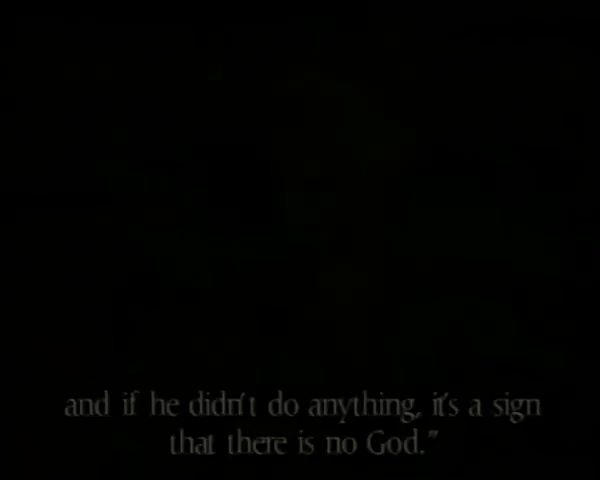 and if he didn't do anything, it's a sign
that there is no God."